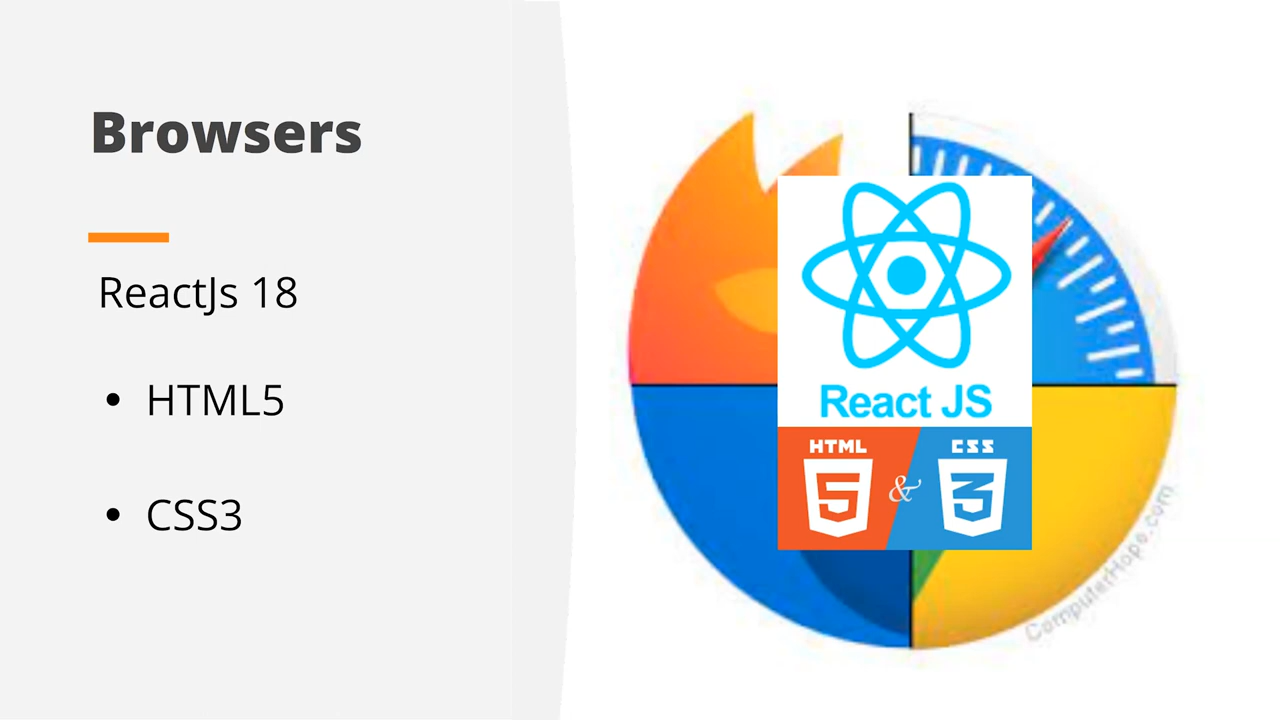 Browsers
ReactJs 18
• HTML5
• CSS3
React JS
HTML
CSS
5 & 3
ComputerHope.com